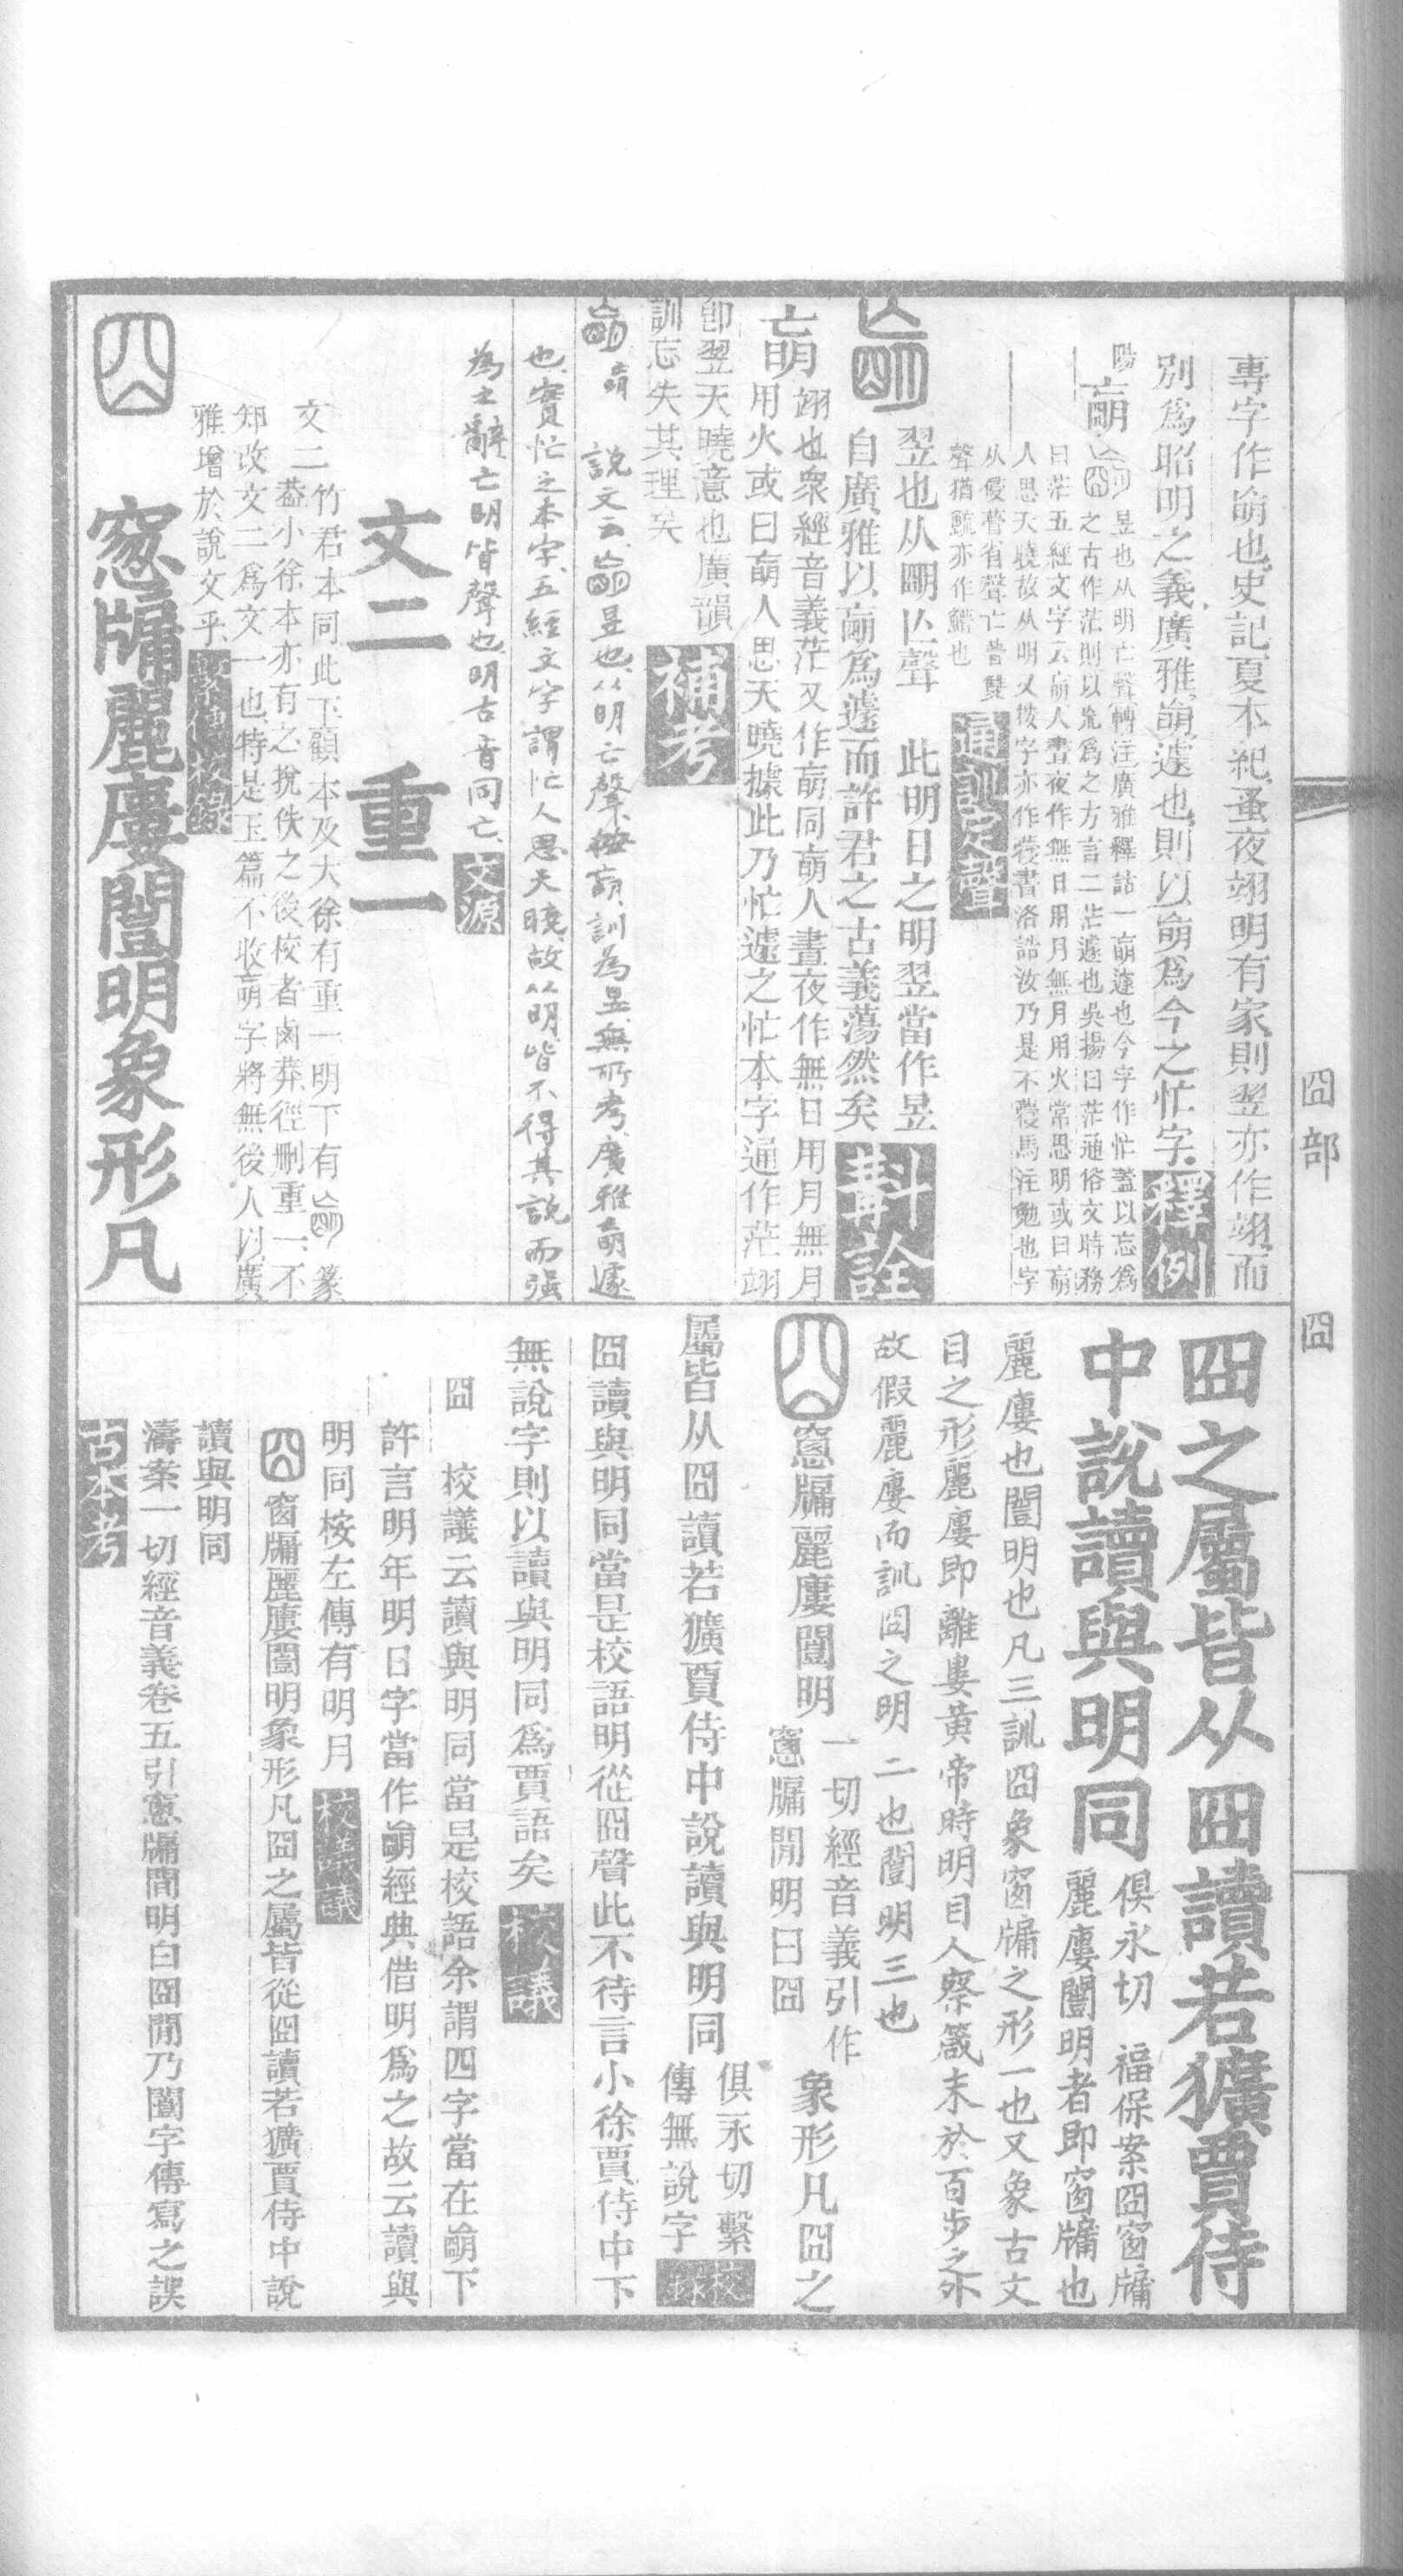 專字作朚也史記夏本紀蚤夜翊明有家則翌亦作翊而
別爲昭明之義廣雅朚遽也則以朚爲今之忙字釋例
昱也从明亡聲轉注廣雅釋詁一朚遽也今字作忙蓋以忘爲
之古作茫則以𡿧爲之方言二茫遽也吳揚曰茫通俗文時務
曰茫五經文字云朚人晝夜作無日用月無月用火常思明或曰朚
人思天曉故从明又按字亦作䒐書洛誥汝乃是不䒐馬注勉也字
从侵瞢省聲亡瞢雙
聲猶䱉亦作鱛也通訓定聲
翌也从朙亾聲　此明日之明翌當作昱
自廣雅以朚爲遽而許君之古義蕩然矣斠詮
朚　翊也衆經音義茫又作朚同朚人晝夜作無日用月無月
用火或曰朚人思天曉據此乃忙遽之忙本字通作茫翊
卽翌天曉意也廣韻
訓忘失其理矣補考
朚　說文云昱也从明亡聲按朚訓為昱無所考廣雅朚遽
也實忙之本字五經文字謂忙人思天曉故从明皆不得其說而強
為之辭亡明皆聲也明古音同亡文源
文二　重一
文二竹君本同此下顧本及大徐有重一明下有篆
蓋小徐本亦有之挩佚之後校者鹵莽徑刪重一不
知改文二爲文一也特是玉篇不收朚字將無後人以廣
雅增於說文乎繫傳校錄
囧　窻牖麗廔闓明象形凡
囧部　囧
囧之屬皆从囧讀若獷賈侍
中說讀與明同俱永切　福保案囧窗牖
麗廔闓明者即窗牖也
麗廔也闓明也凡三訓囧象窗牖之形一也又象古文
目之形麗廔即離婁黃帝時明目人察箴末於百步之外
故假麗廔而訓囧之明二也闓明三也
囧　窻牖麗廔闓明一切經音義引作
窻牖閒明曰囧象形凡囧之
屬皆从囧讀若獷賈侍中說讀與明同俱永切繫
傳無說字校錄
囧讀與明同當是校語明從囧聲此不待言小徐賈侍中下
無說字則以讀與明同爲賈語矣校議
囧　校議云讀與明同當是校語余謂四字當在朚下
許言明年明日字當作朚經典借明爲之故云讀與
明同桉左傳有明月校議議
囧　窗牖麗廔闓明象形凡囧之屬皆從囧讀若獷賈侍中說
讀與明同
濤案一切經音義卷五引窻牖閒明曰囧閒乃闓字傳寫之誤
古本考